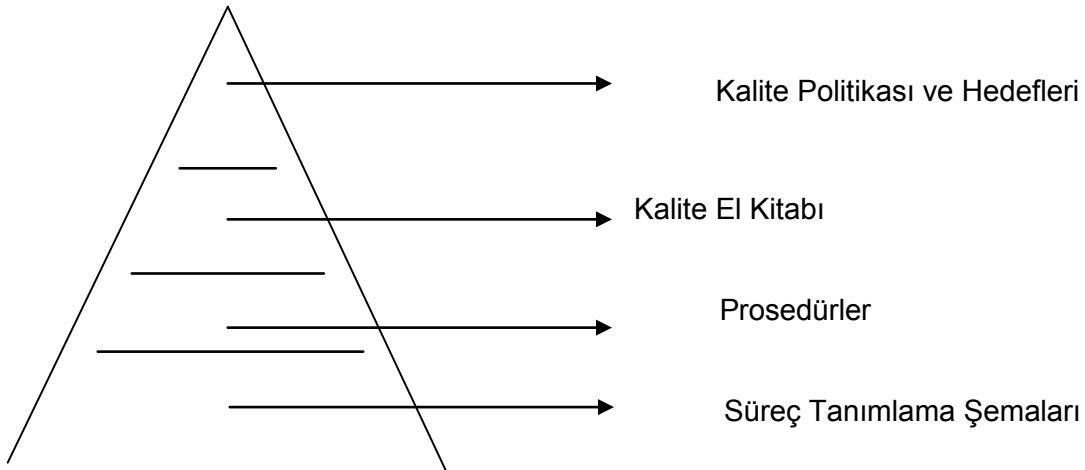 Kalite Politikası ve Hedefleri
Kalite El Kitabı
Prosedürler
Süreç Tanımlama Şemaları